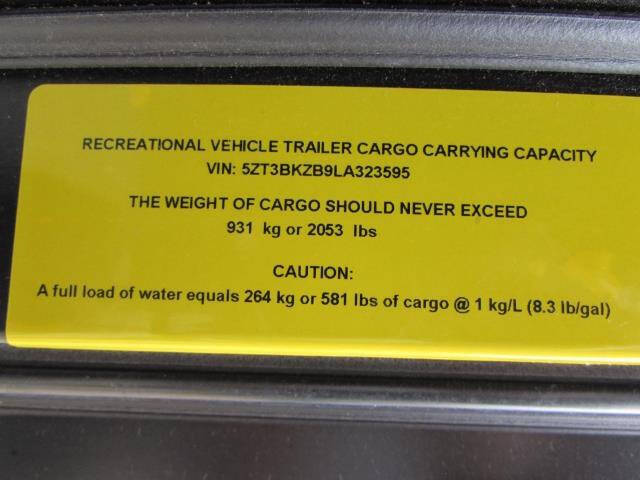 RECREATIONAL VEHICLE TRAILER CARGO CARRYING CAPACITY
VIN: 5ZT3BKZB9LA323595
THE WEIGHT OF CARGO SHOULD NEVER EXCEED
931 kg or 2053 lbs
CAUTION:
A full load of water equals 264 kg or 581 lbs of cargo @ 1 kg/L (8.3 lb/gal)